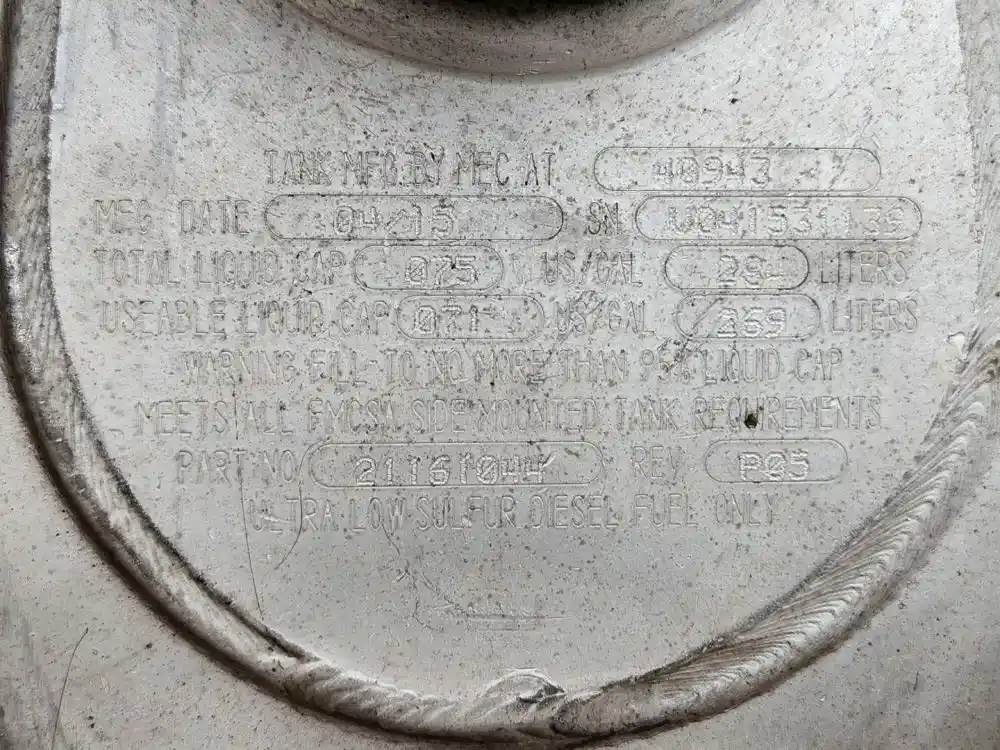 TANK MFG. BY MEC AT 40943
MFG DATE 04/15 SN V041531139
TOTAL LIQUID CAP 075 US/GAL LITERS
USEABLE LIQUID CAP 071 US/GAL 269 LITERS
WARNING FILL TO NO MORE THAN 95% LIQUID CAP
MEETS ALL FMCSA SIDE MOUNTED TANK REQUIREMENTS
PART NO 21161044 REV P05
ULTRA LOW SULFUR DIESEL FUEL ONLY